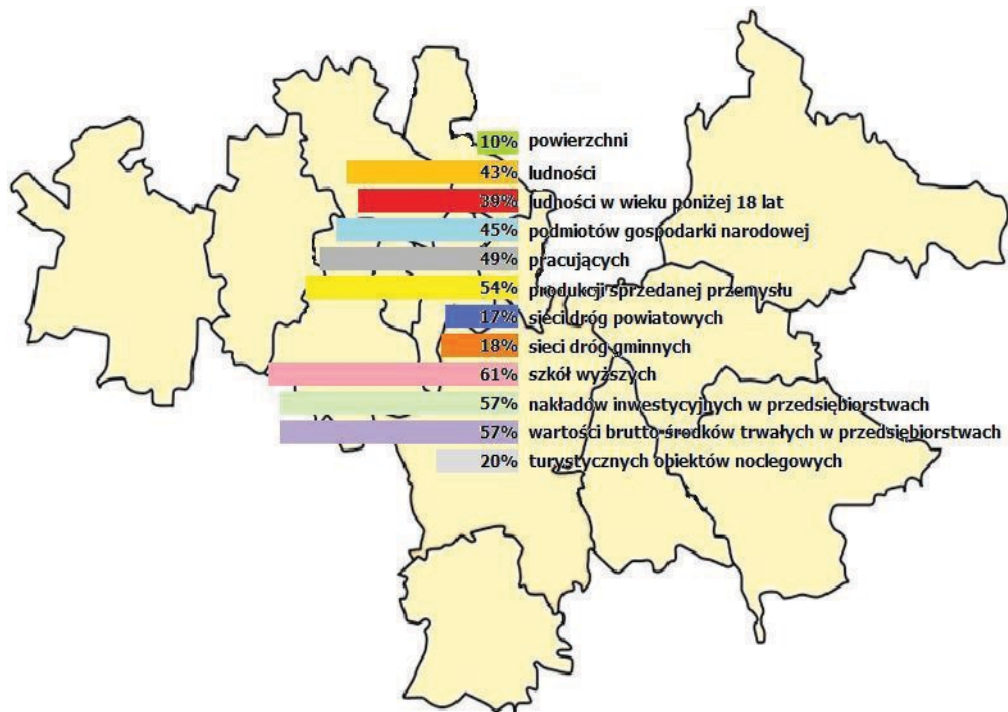 10% powierzchni
43% ludności
39% ludności w wieku poniżej 18 lat
45% podmiotów gospodarki narodowej
49% pracujących
54% produkcji sprzedanej przemysłu
17% sieci dróg powiatowych
18% sieci dróg gminnych
61% szkół wyższych
57% nakładów inwestycyjnych w przedsiębiorstwach
57% wartości brutto środków trwałych w przedsiębiorstwach
20% turystycznych obiektów noclegowych